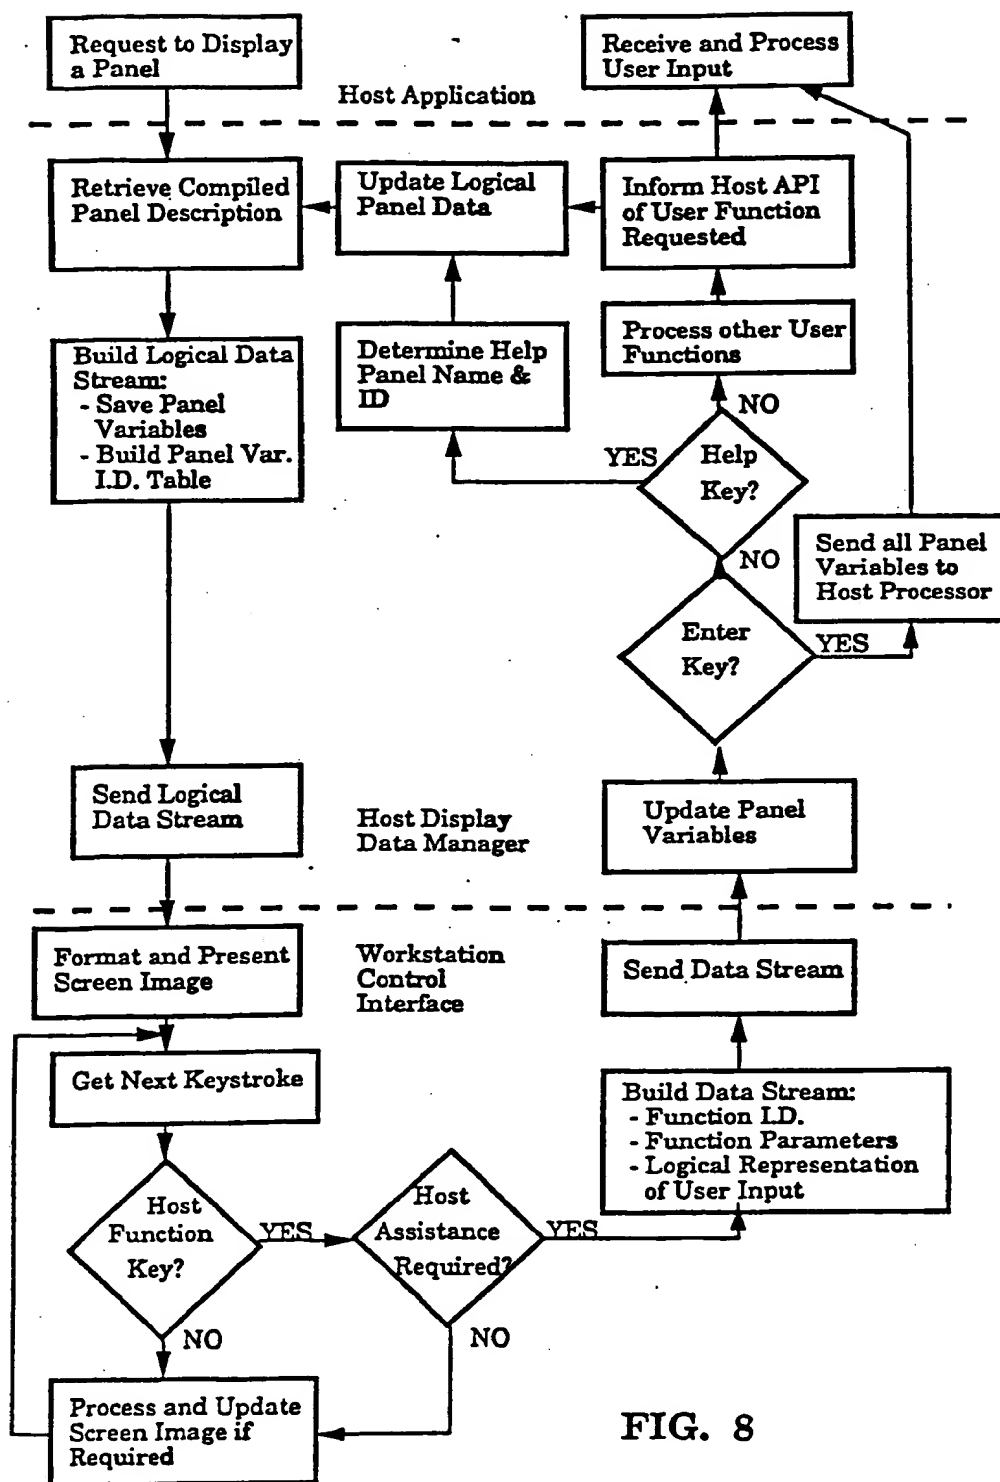 Request to Display
a Panel
Receive and Process
User Input
Host Application
Retrieve Compiled
Panel Description
Update Logical
Panel Data
Inform Host API
of User Function
Requested
Process other User
Functions
Determine Help
Panel Name &
ID
Build Logical Data
Stream:
- Save Panel
Variables
- Build Panel Var.
I.D. Table
NO
YES
Help
Key?
Send all Panel
Variables to
Host Processor
NO
Enter
Key?
YES
Send Logical
Data Stream
Host Display
Data Manager
Update Panel
Variables
Format and Present
Screen Image
Workstation
Control
Interface
Send Data Stream
Get Next Keystroke
Build Data Stream:
- Function I.D.
- Function Parameters
- Logical Representation
of User Input
Host
Function
Key?
YES
Host
Assistance
Required?
YES
NO
NO
Process and Update
Screen Image if
Required
FIG. 8